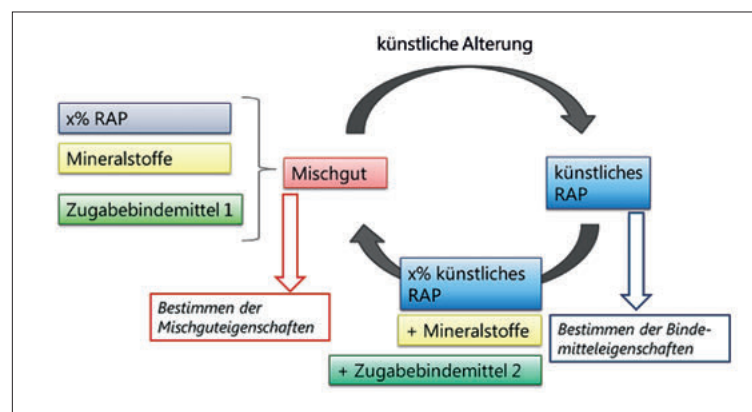 künstliche Alterung
x% RAP
Mineralstoffe
Zugabebindemittel 1
Mischgut
künstliches
RAP
x% künstliches
RAP
+ Mineralstoffe
+ Zugabebindemittel 2
Bestimmen der
Mischguteigenschaften
Bestimmen der Binde-
mitteleigenschaften